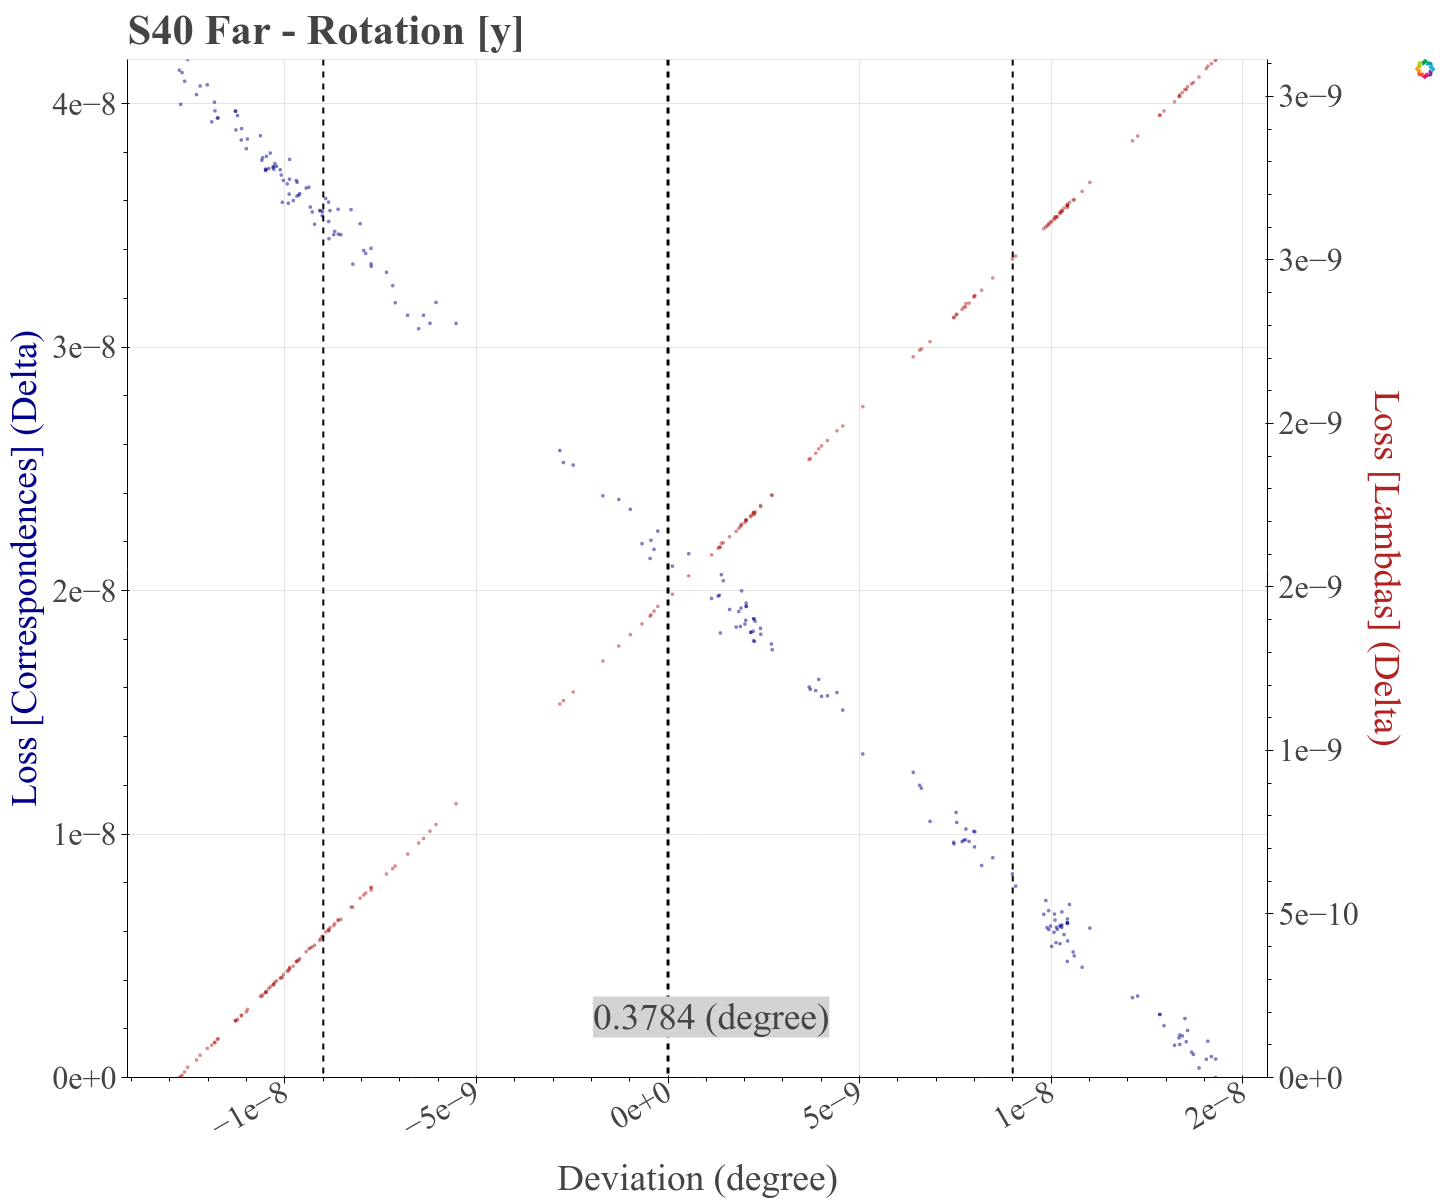 S40 Far - Rotation [y]
4e−8
3e−8
2e−8
1e−8
0e+0
Loss [Correspondences] (Delta)
3e−9
3e−9
2e−9
2e−9
1e−9
5e−10
0e+0
Loss [Lambdas] (Delta)
0.3784 (degree)
−1e−8
−5e−9
0e+0
5e−9
1e−8
2e−8
Deviation (degree)